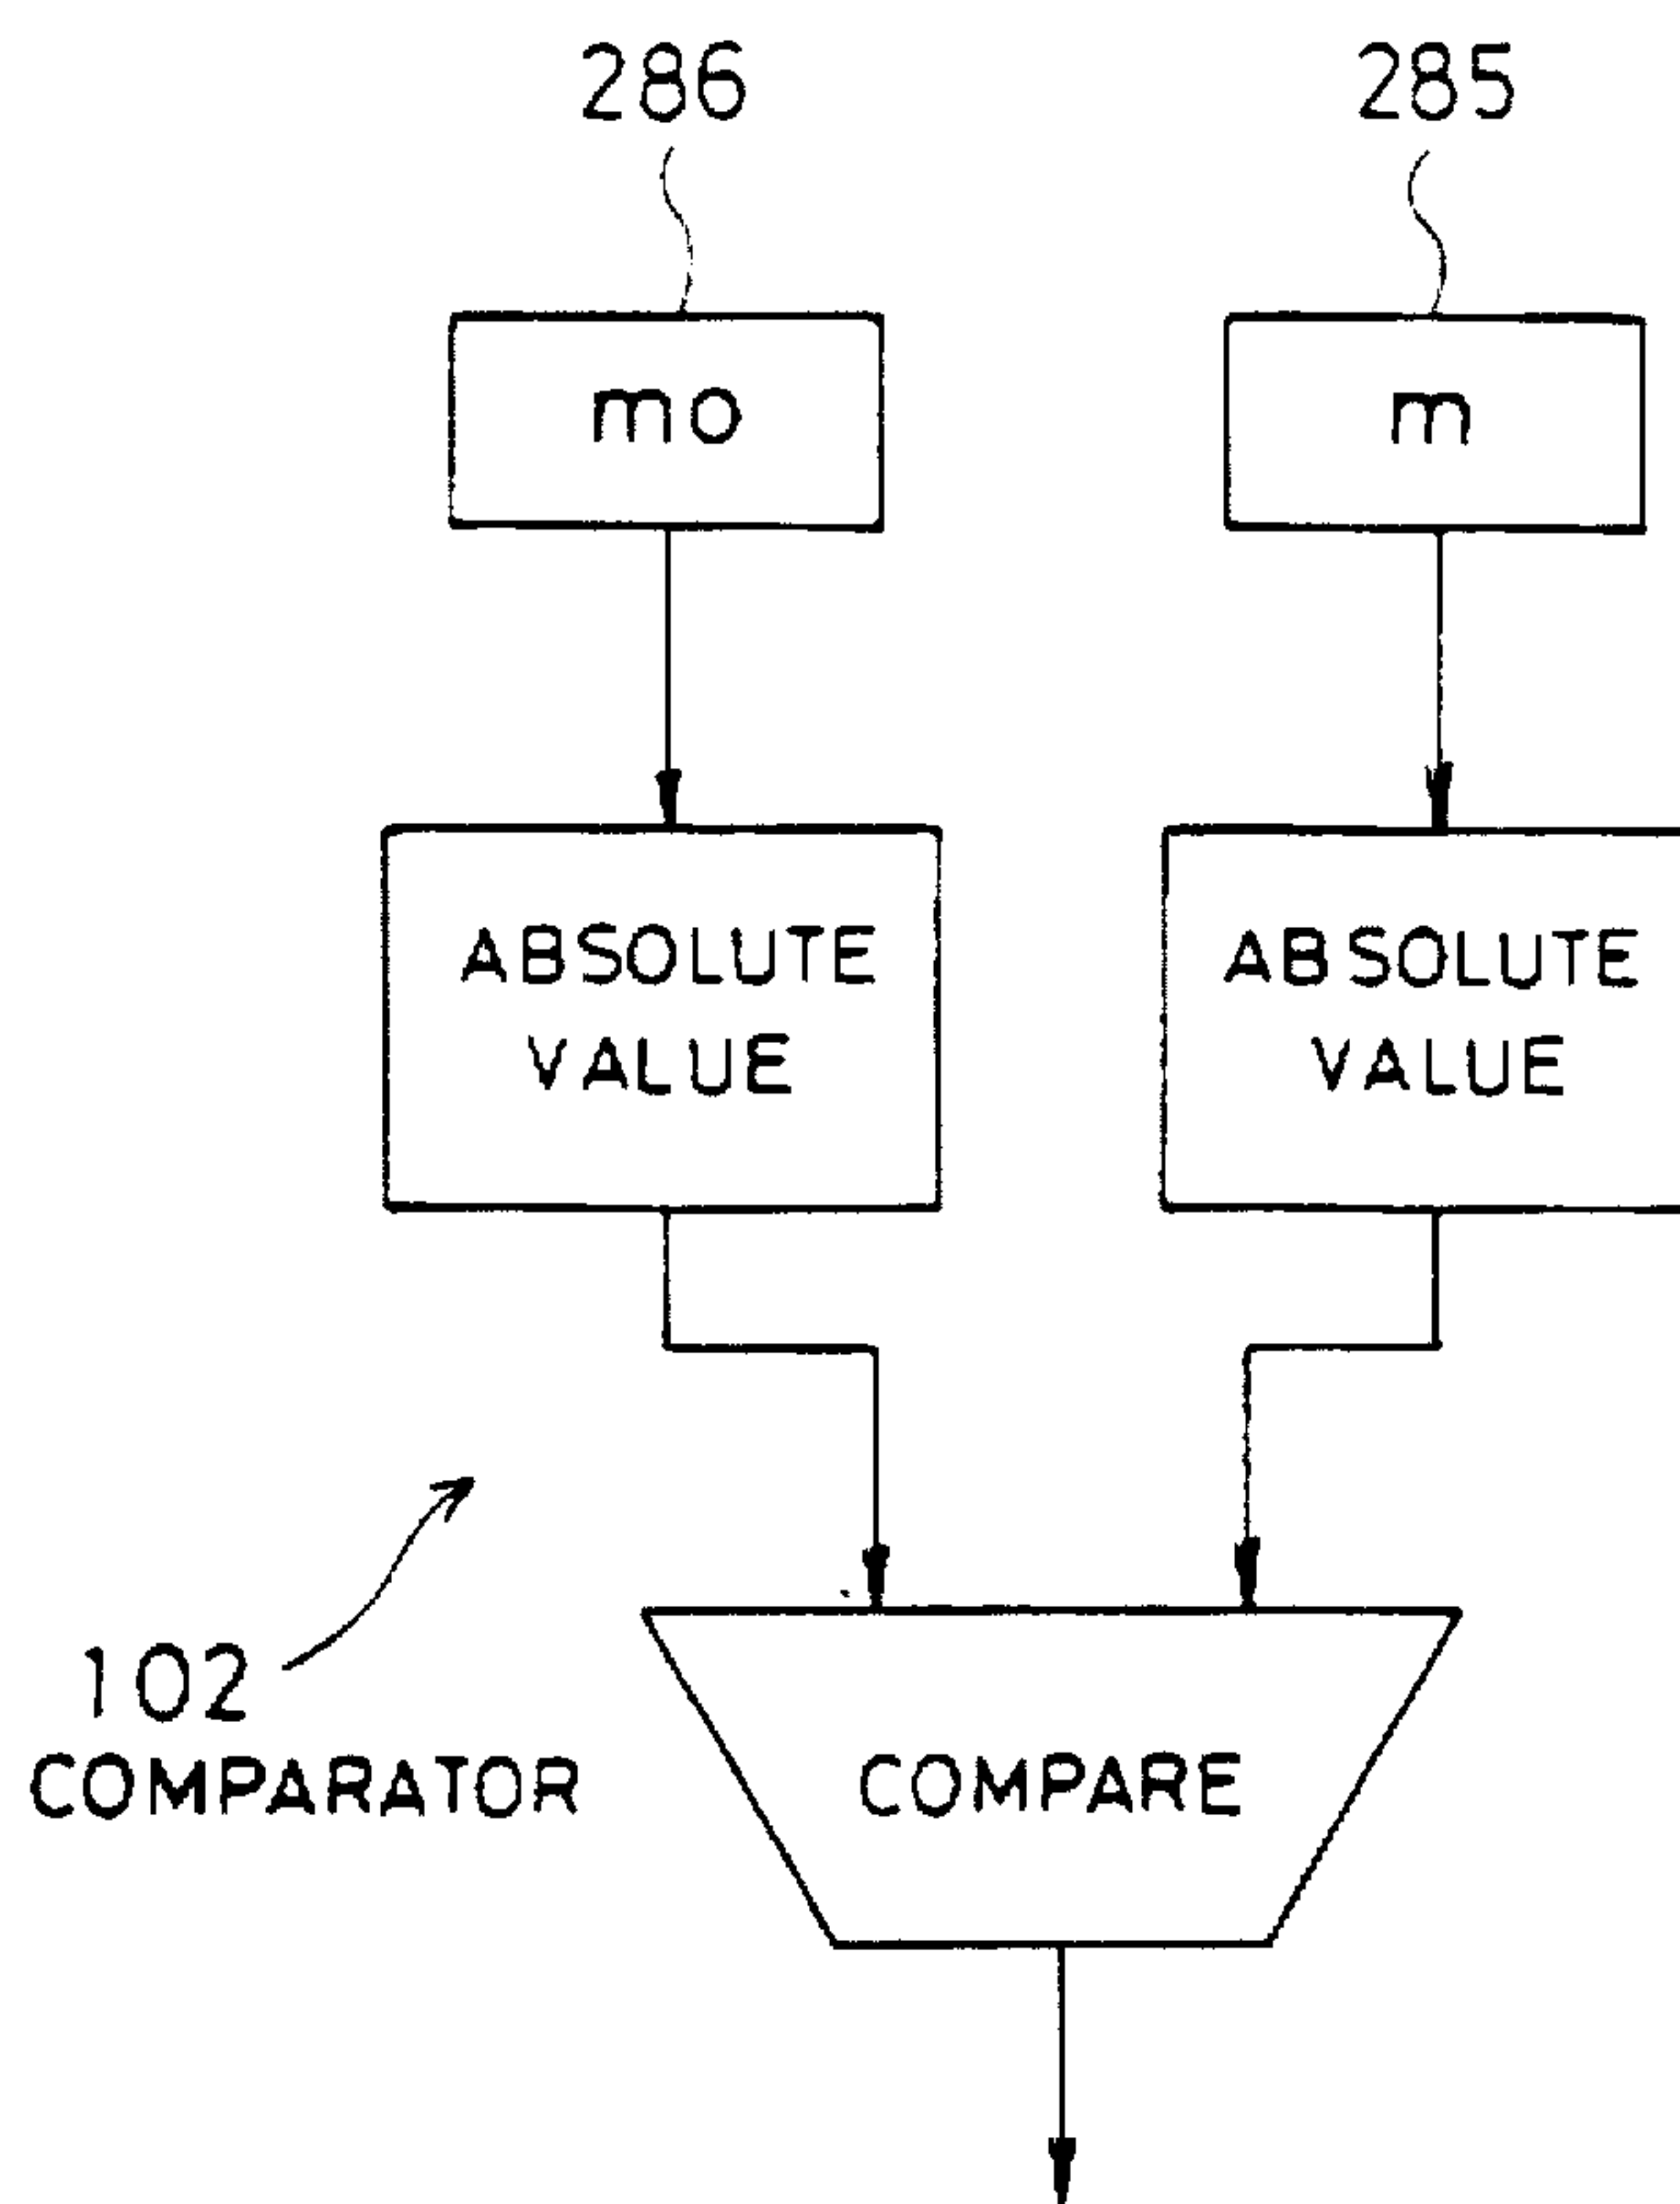 286
285
mo
m
ABSOLUTE
VALUE
ABSOLUTE
VALUE
102
COMPARATOR
COMPARE